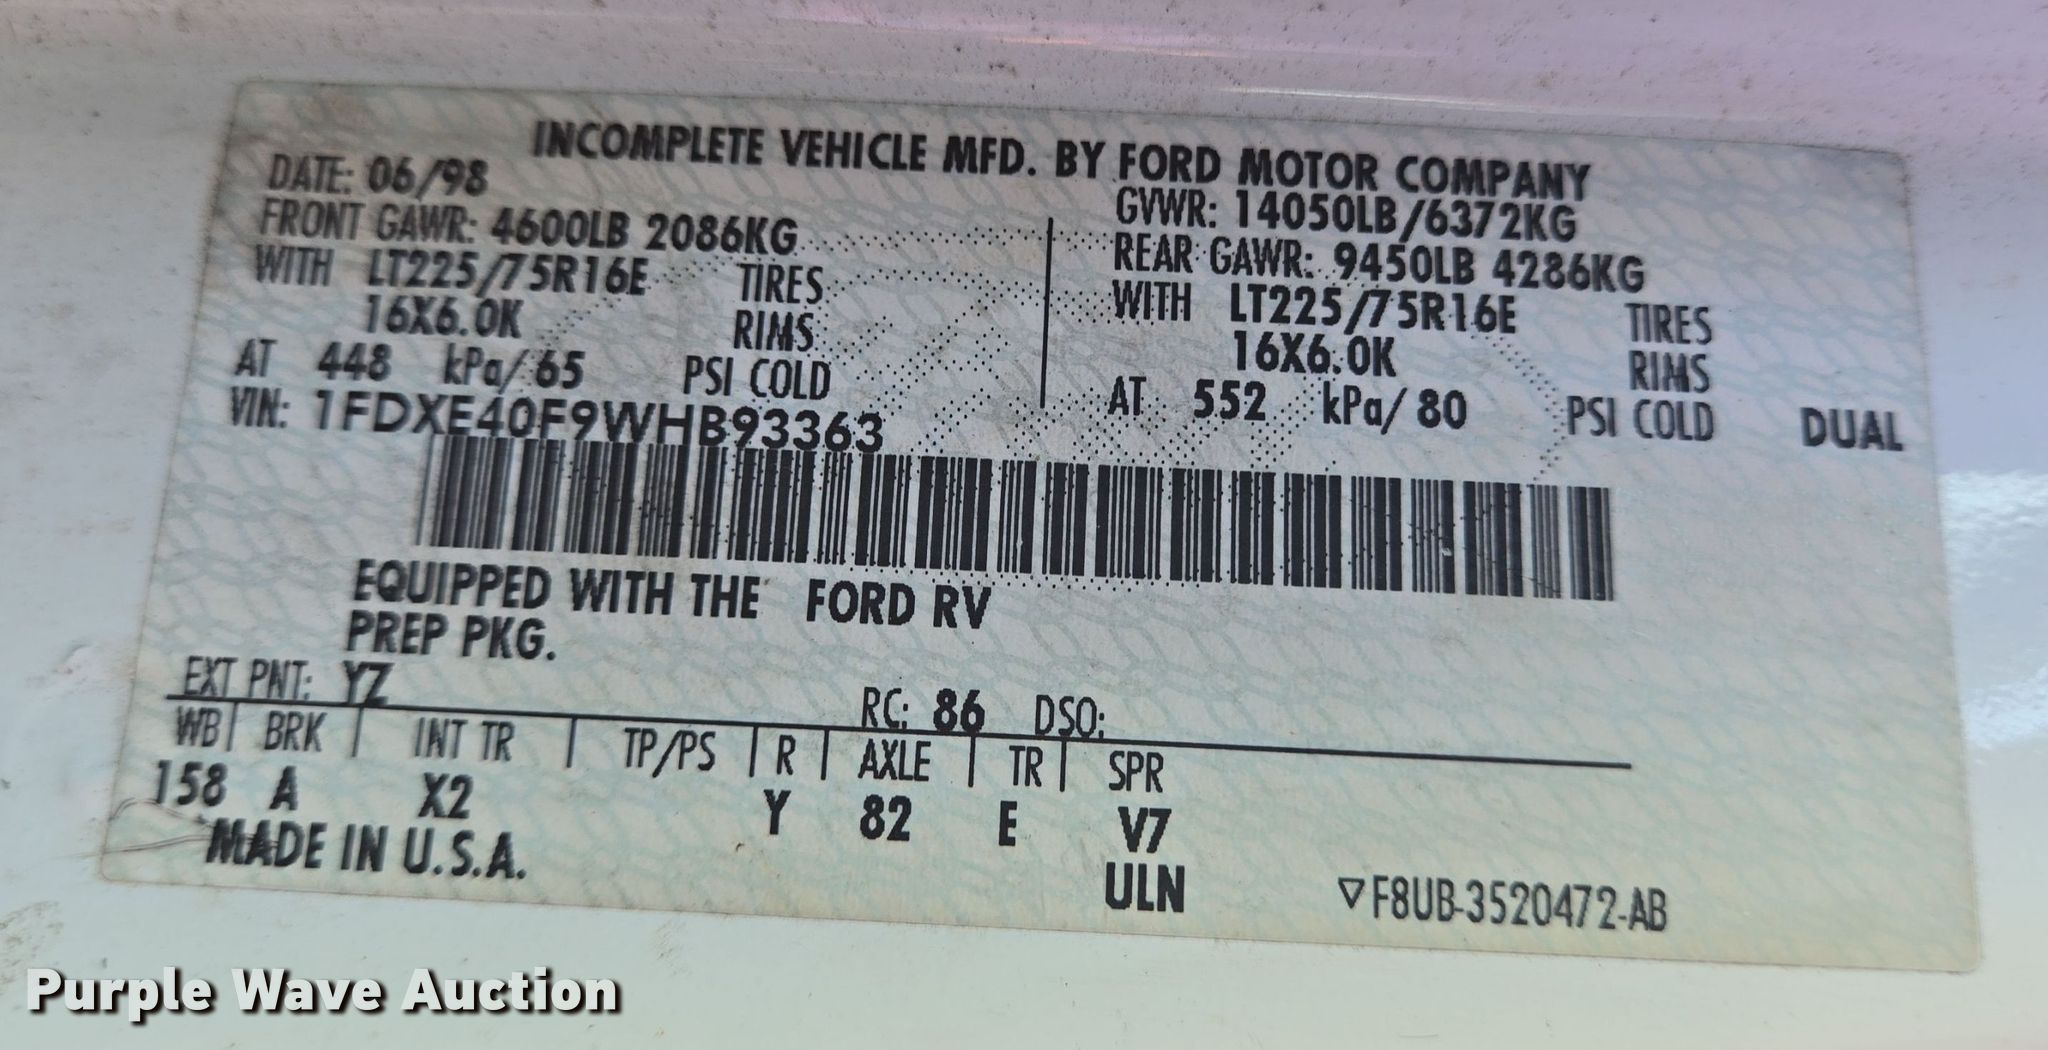 INCOMPLETE VEHICLE MFD. BY FORD MOTOR COMPANY
DATE: 06/98
GVWR: 14050LB/6372KG
FRONT GAWR: 4600LB 2086KG
REAR GAWR: 9450LB 4286KG
WITH LT225/75R16E TIRES
WITH LT225/75R16E TIRES
16X6.0K RIMS
16X6.0K RIMS
AT 448 kPa/ 65 PSI COLD
AT 552 kPa/ 80 PSI COLD DUAL
VIN: 1FDXE40F9WHB93363
EQUIPPED WITH THE FORD RV
PREP PKG.
EXT PNT: YZ RC: 86 DSO:
WB | BRK | INT TR | TP/PS | R | AXLE | TR | SPR
158 A X2 Y 82 E V7
MADE IN U.S.A. ULN
▽F8UB-3520472-AB
Purple Wave Auction